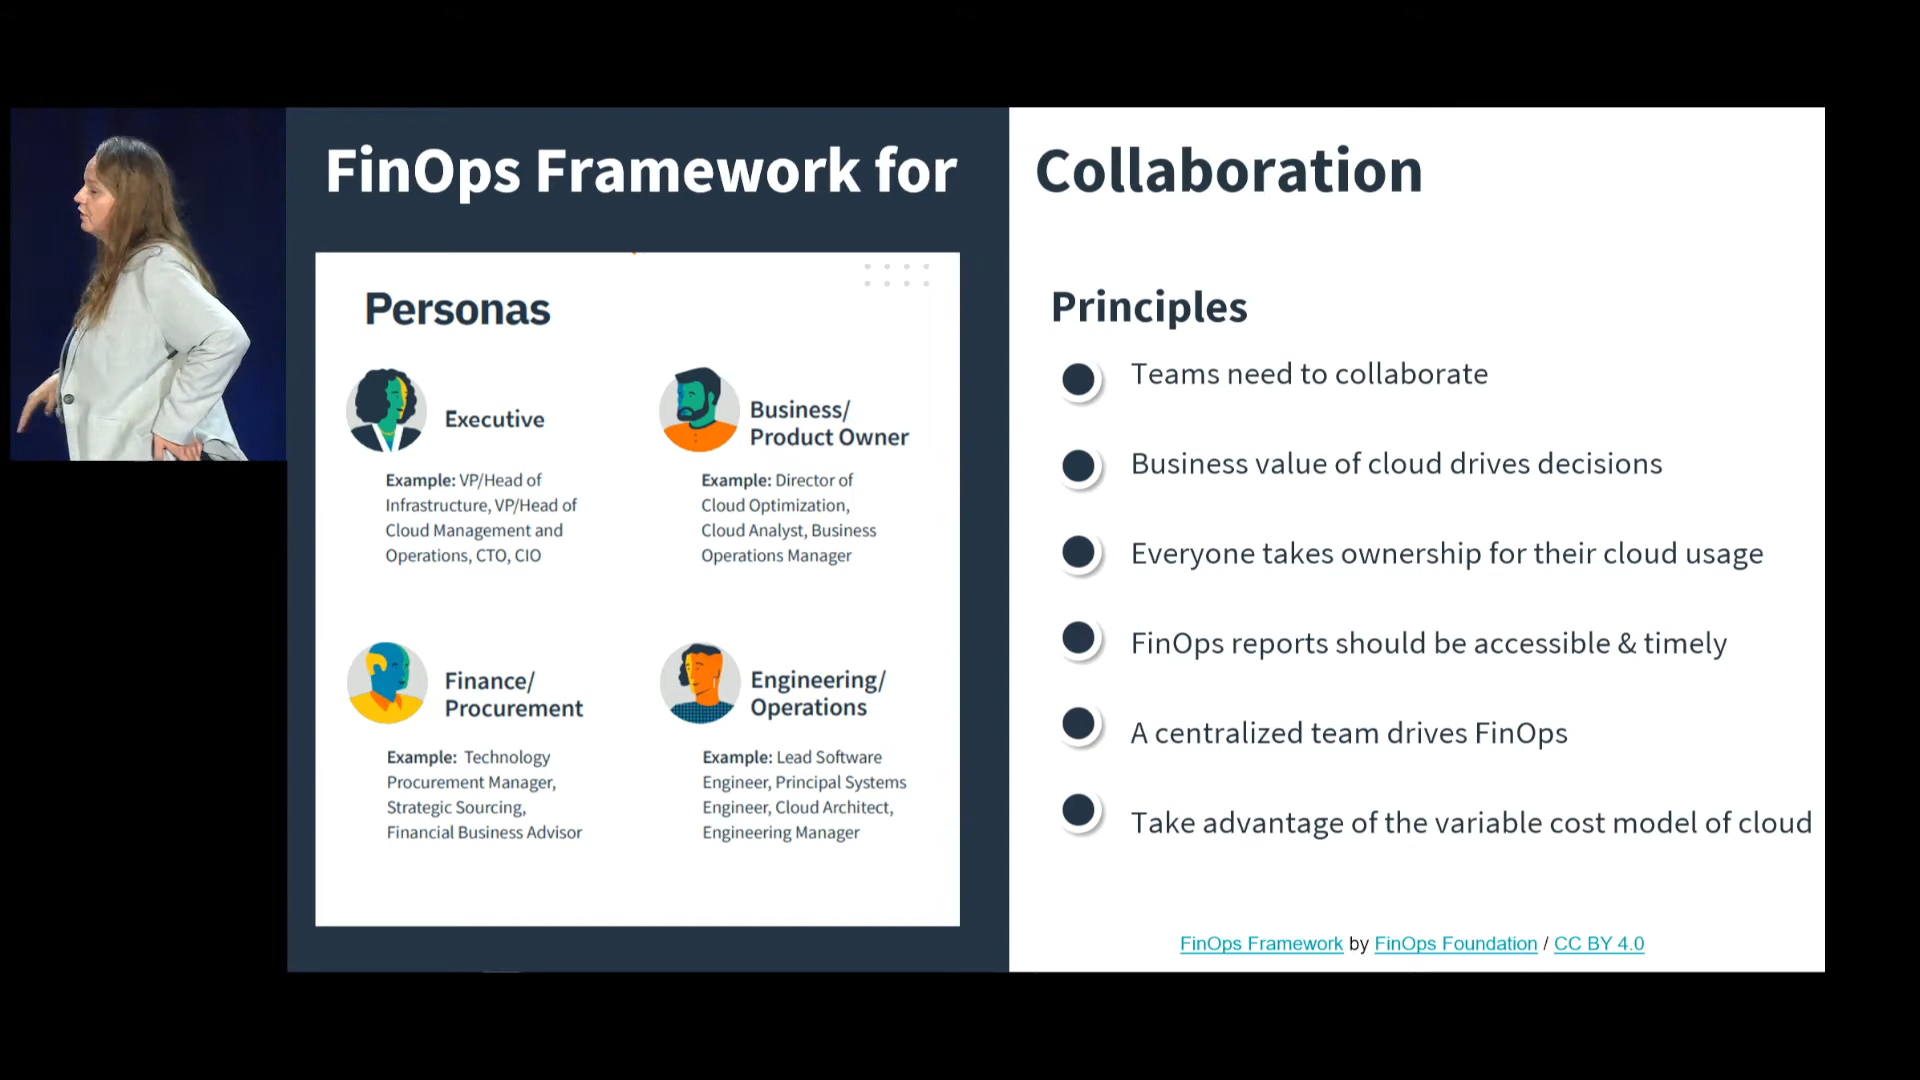 FinOps Framework for Collaboration
Personas
Executive
Example: VP/Head of
Infrastructure, VP/Head of
Cloud Management and
Operations, CTO, CIO
Business/
Product Owner
Example: Director of
Cloud Optimization,
Cloud Analyst, Business
Operations Manager
Finance/
Procurement
Example: Technology
Procurement Manager,
Strategic Sourcing,
Financial Business Advisor
Engineering/
Operations
Example: Lead Software
Engineer, Principal Systems
Engineer, Cloud Architect,
Engineering Manager
Principles
Teams need to collaborate
Business value of cloud drives decisions
Everyone takes ownership for their cloud usage
FinOps reports should be accessible & timely
A centralized team drives FinOps
Take advantage of the variable cost model of cloud
FinOps Framework by FinOps Foundation / CC BY 4.0